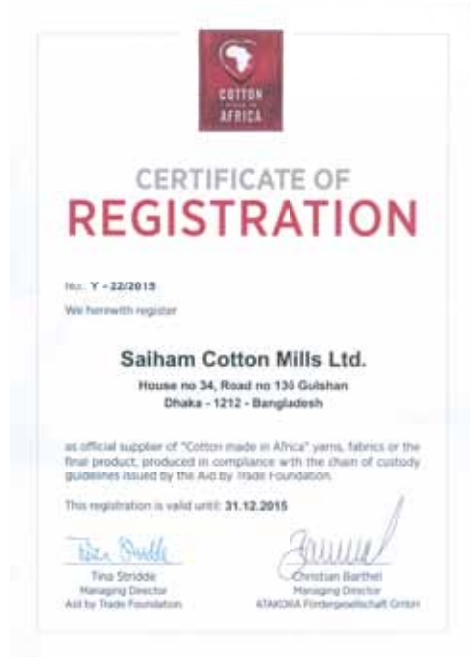 COTTON
MADE IN
AFRICA
CERTIFICATE OF
REGISTRATION
No.: Y - 22/2015
We herewith register
Saiham Cotton Mills Ltd.
House no 34, Road no 136 Gulshan
Dhaka - 1212 - Bangladesh
as official supplier of "Cotton made in Africa" yarns, fabrics or the
final product, produced in compliance with the chain of custody
guidelines issued by the Aid by Trade Foundation.
This registration is valid until: 31.12.2015
Tina Stridde
Tina Stridde
Managing Director
Aid by Trade Foundation
Christian Barthel
Managing Director
ATAKORA Fördergesellschaft GmbH